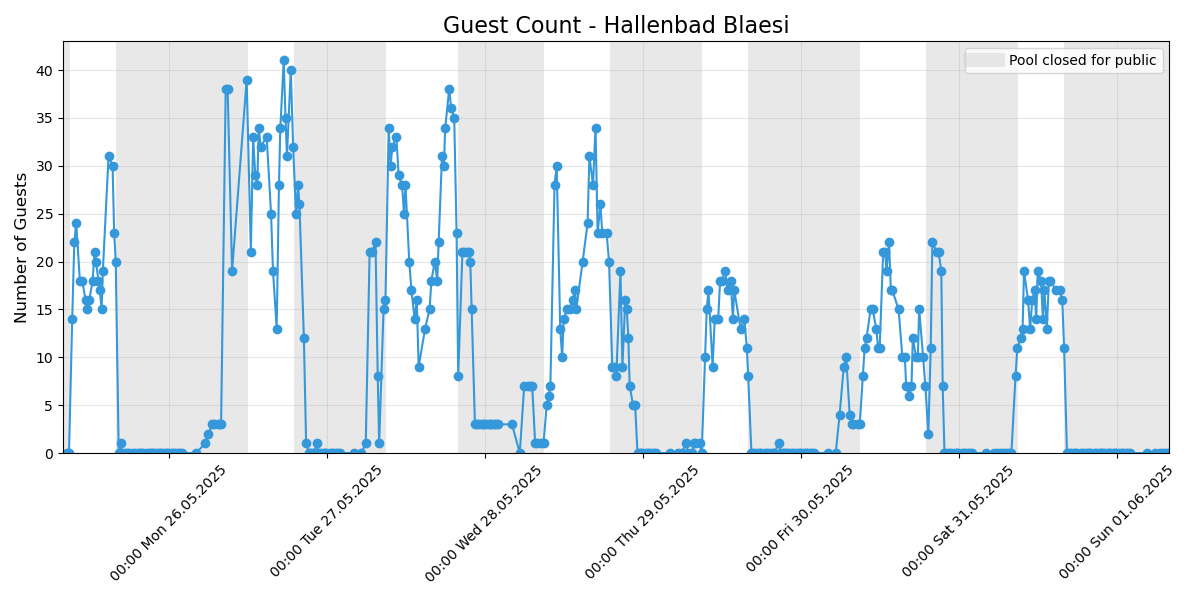 Guest Count - Hallenbad Blaesi
Pool closed for public
Number of Guests
40
35
30
25
20
15
10
5
0
00:00 Mon 26.05.2025
00:00 Tue 27.05.2025
00:00 Wed 28.05.2025
00:00 Thu 29.05.2025
00:00 Fri 30.05.2025
00:00 Sat 31.05.2025
00:00 Sun 01.06.2025